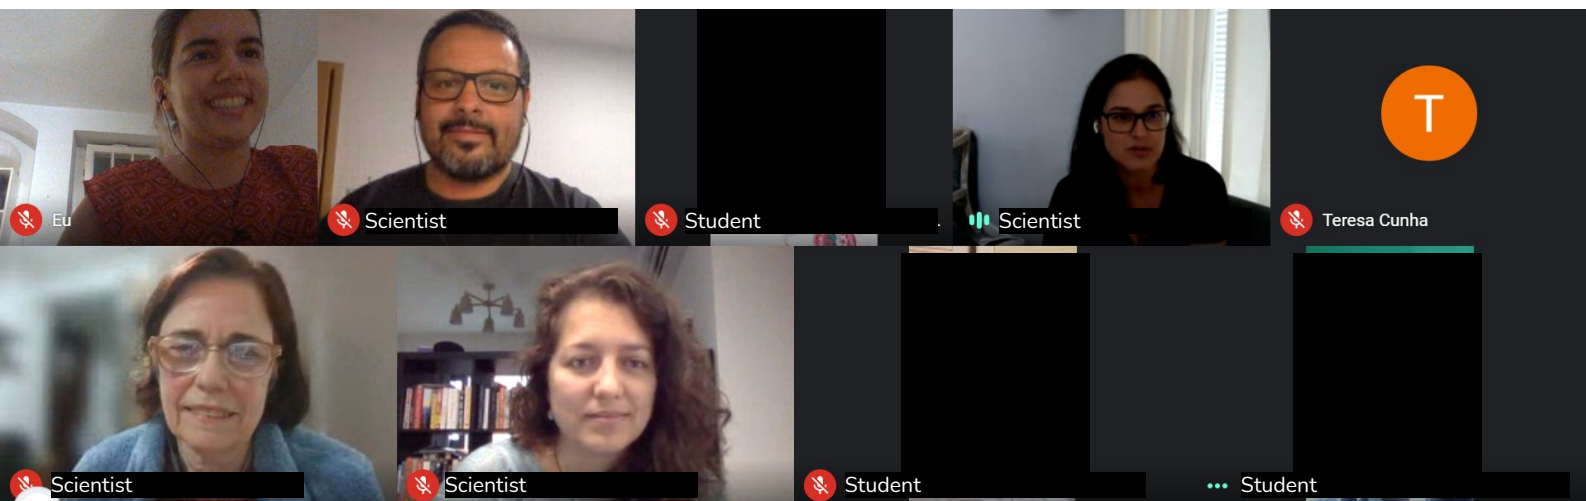 Eu
Scientist
Student
Scientist
T
Teresa Cunha
Scientist
Scientist
Student
Student